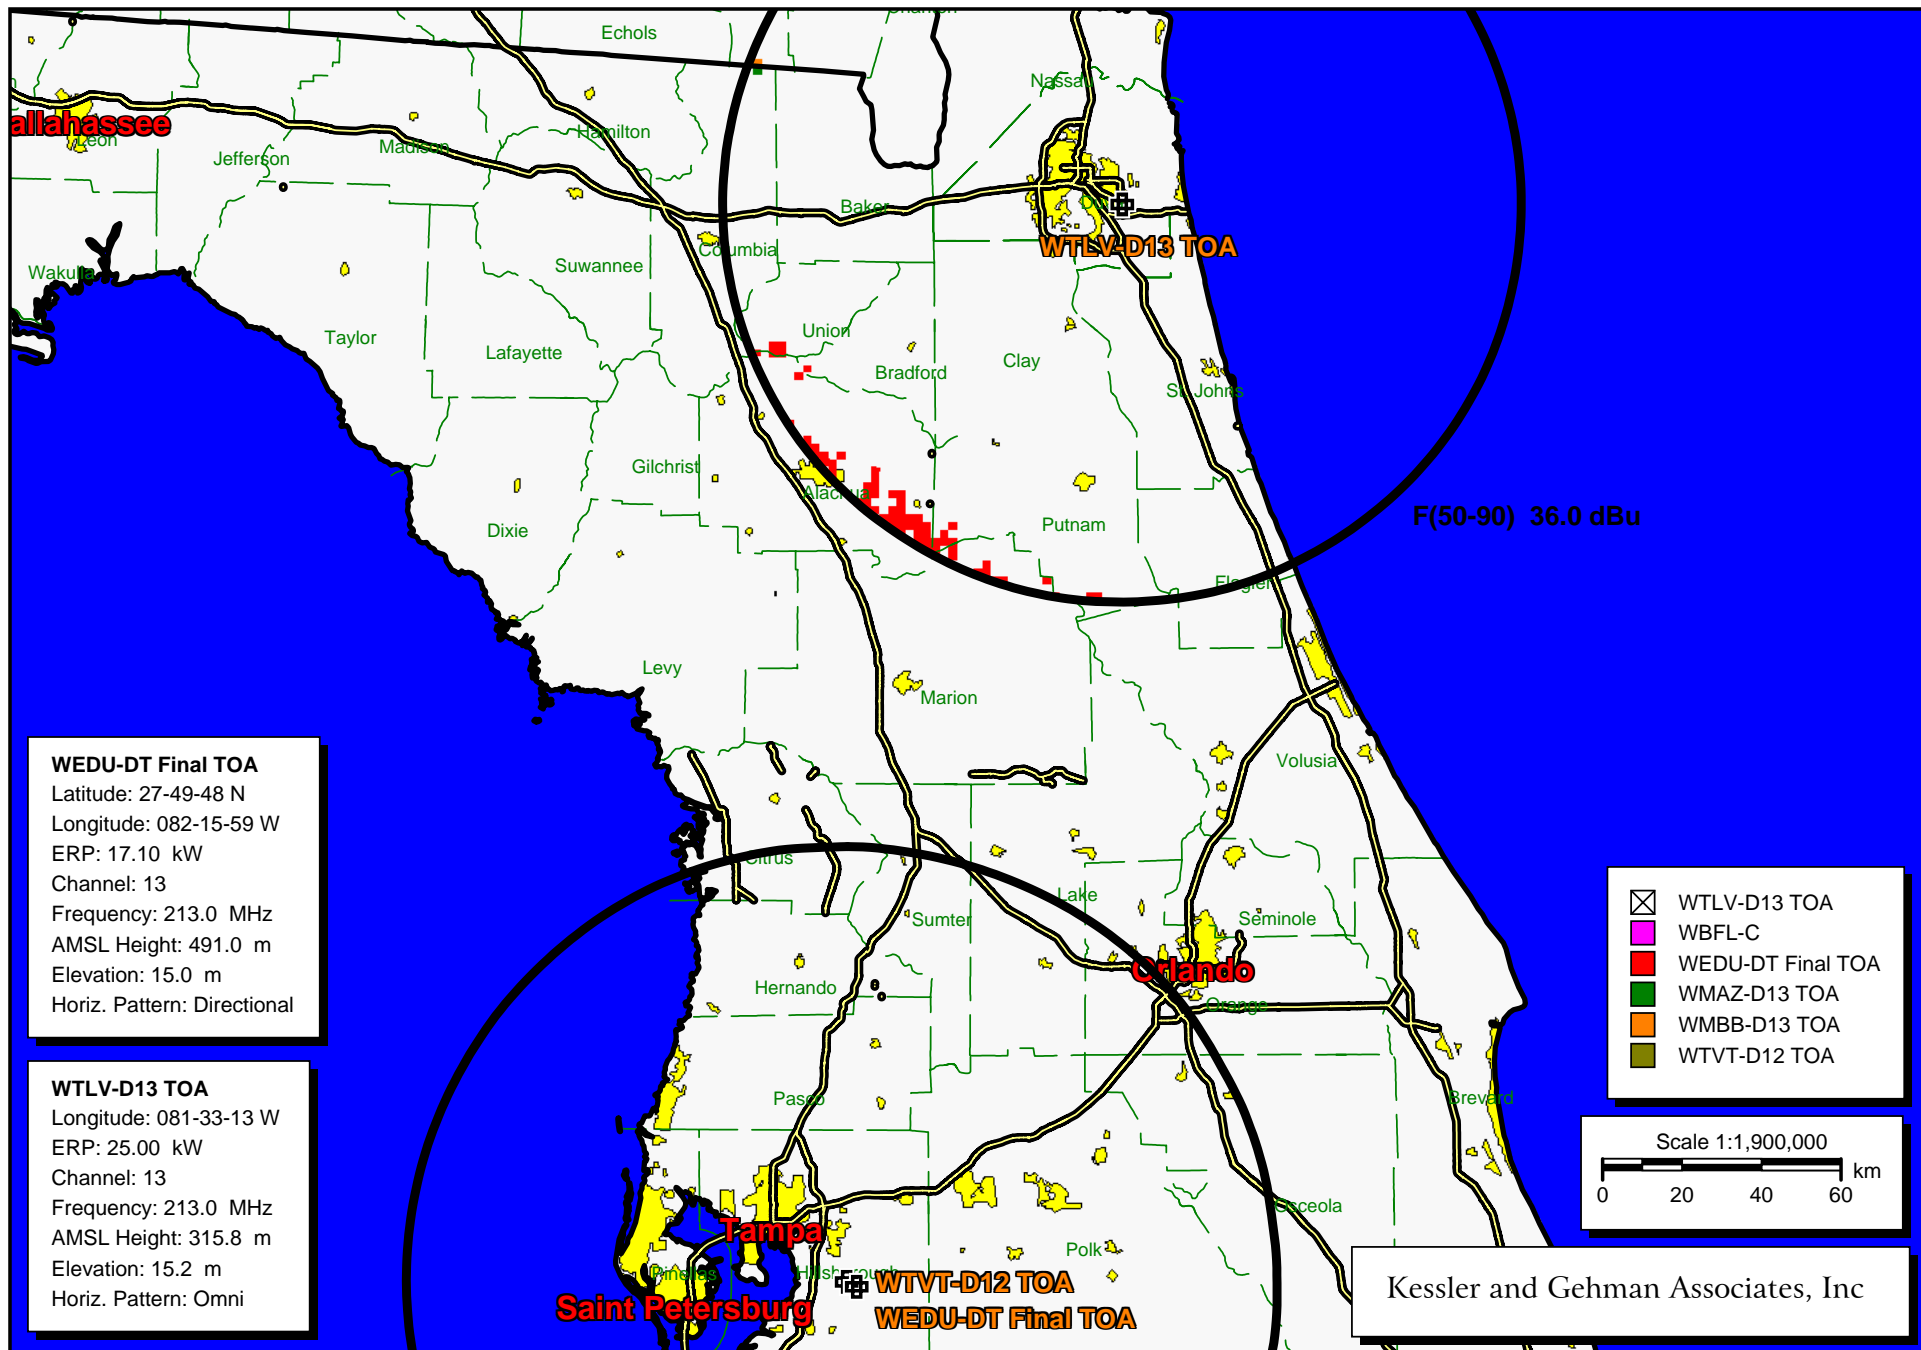 Echols
Charlton
Nassau
allahassee
Leon
Jefferson
Madison
Hamilton
Baker
Duval
WTLV-D13 TOA
Columbia
Suwannee
Wakulla
Taylor
Lafayette
Union
Bradford
Clay
St. Johns
Gilchrist
Alachua
Dixie
Putnam
F(50-90) 36.0 dBu
Flagler
Levy
Marion
Volusia
WEDU-DT Final TOA
Latitude: 27-49-48 N
Longitude: 082-15-59 W
ERP: 17.10 kW
Channel: 13
Frequency: 213.0 MHz
AMSL Height: 491.0 m
Elevation: 15.0 m
Horiz. Pattern: Directional
Citrus
Lake
Sumter
Seminole
Orlando
Hernando
Orange
WTLV-D13 TOA
WBFL-C
WEDU-DT Final TOA
WMAZ-D13 TOA
WMBB-D13 TOA
WTVT-D12 TOA
WTLV-D13 TOA
Longitude: 081-33-13 W
ERP: 25.00 kW
Channel: 13
Frequency: 213.0 MHz
AMSL Height: 315.8 m
Elevation: 15.2 m
Horiz. Pattern: Omni
Pasco
Brevard
Scale 1:1,900,000
km
0 20 40 60
Osceola
Tampa
Polk
Pinellas
Hillsborough
WTVT-D12 TOA
Saint Petersburg
WEDU-DT Final TOA
Kessler and Gehman Associates, Inc